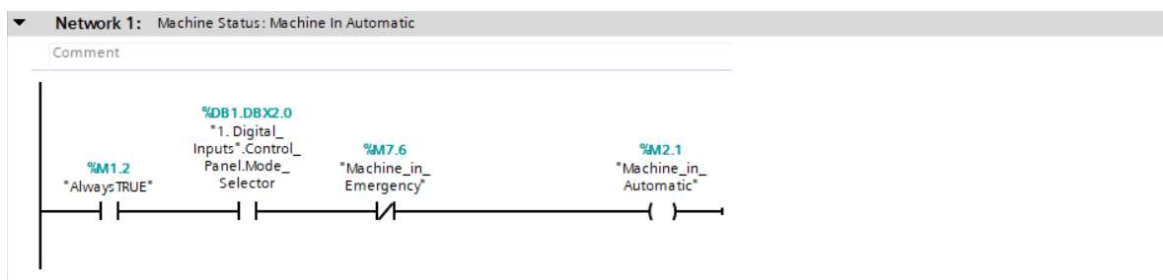 Network 1: Machine Status: Machine In Automatic
Comment
%M1.2
"AlwaysTRUE"
%DB1.DBX2.0
"1. Digital_
Inputs".Control_
Panel.Mode_
Selector
%M7.6
"Machine_in_
Emergency"
%M2.1
"Machine_in_
Automatic"